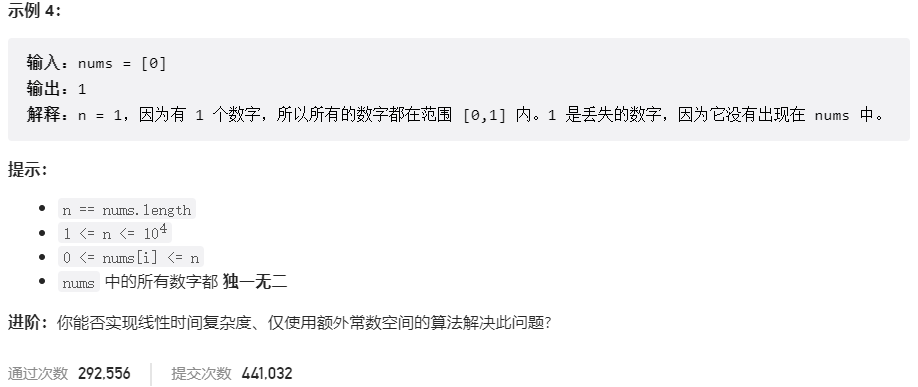 示例 4：
输入：nums = [0]
输出：1
解释：n = 1，因为有 1 个数字，所以所有的数字都在范围 [0,1] 内。1 是丢失的数字，因为它没有出现在 nums 中。
提示：
n == nums.length
1 <= n <= 10⁴
0 <= nums[i] <= n
nums 中的所有数字都 独一无二
进阶：你能否实现线性时间复杂度、仅使用额外常数空间的算法解决此问题?
通过次数 292,556 提交次数 441,032